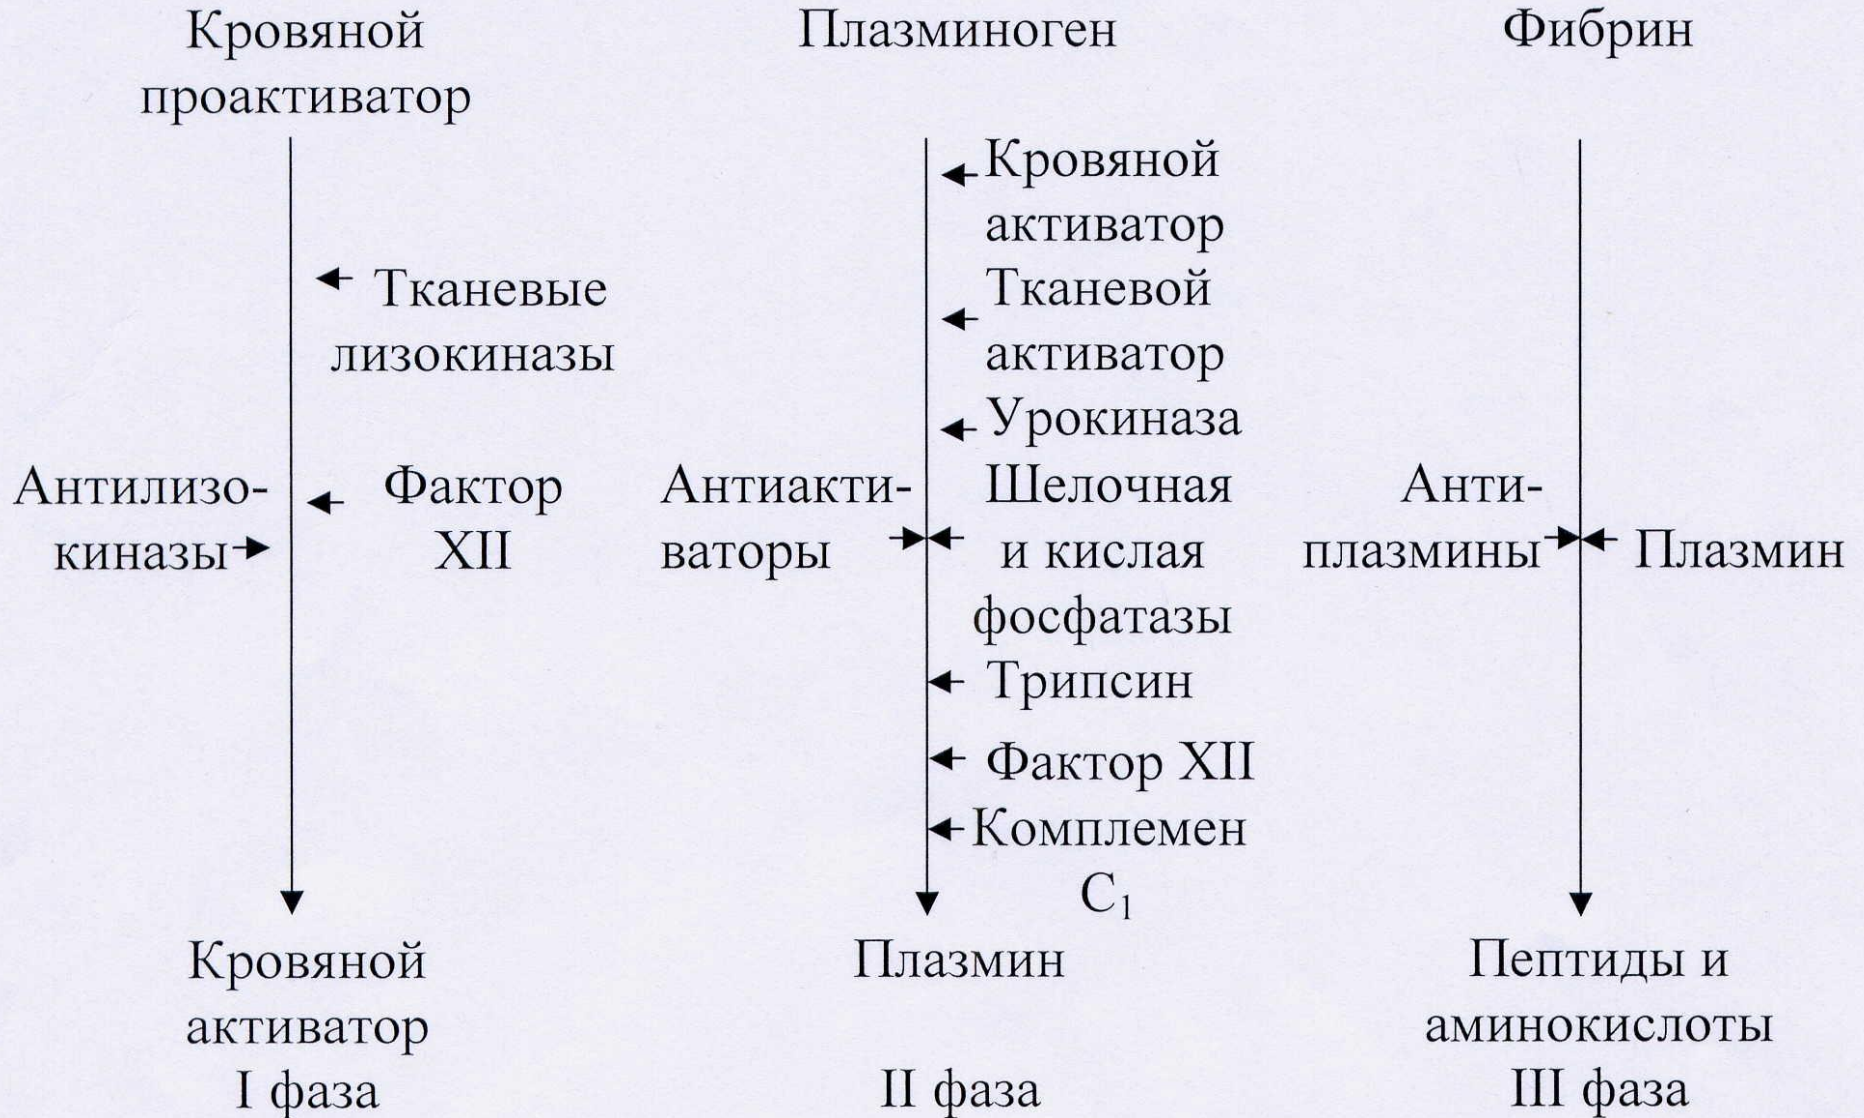 Кровяной
проактиватор
Тканевые
лизокиназы
Антилизо-
киназы
Фактор
XII
Кровяной
активатор
I фаза
Плазминоген
Кровяной
активатор
Тканевой
активатор
Урокиназа
Антиакти-
ваторы
Шелочная
и кислая
фосфатазы
Трипсин
Фактор XII
Комплемен
C₁
Плазмин
II фаза
Фибрин
Анти-
плазмины
Плазмин
Пептиды и
аминокислоты
III фаза